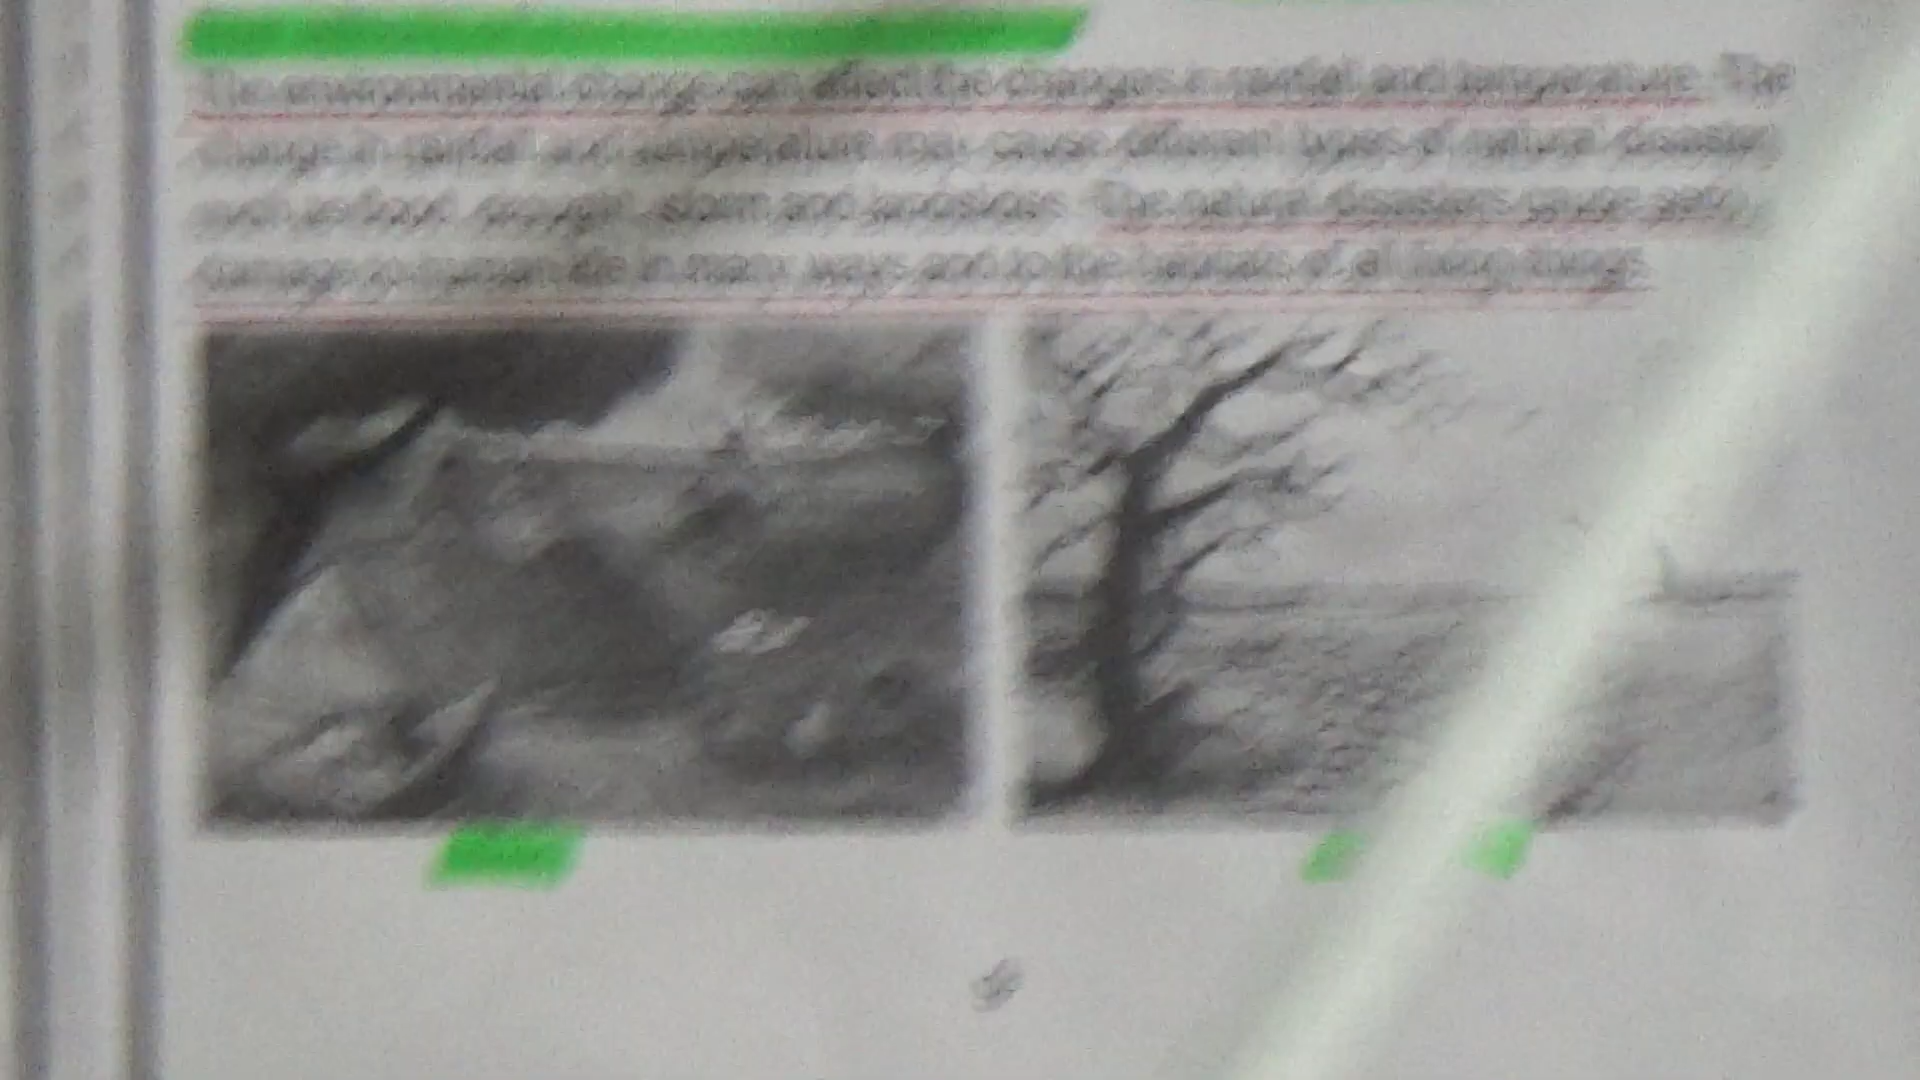 The environmental change can affect the changes in rainfall and temperature. The
change in rainfall and temperature may cause different types of natural disasters
such as flood, drought, storm and landslides. The natural disasters cause
damage to human life in many ways and to the habitats of all living things.